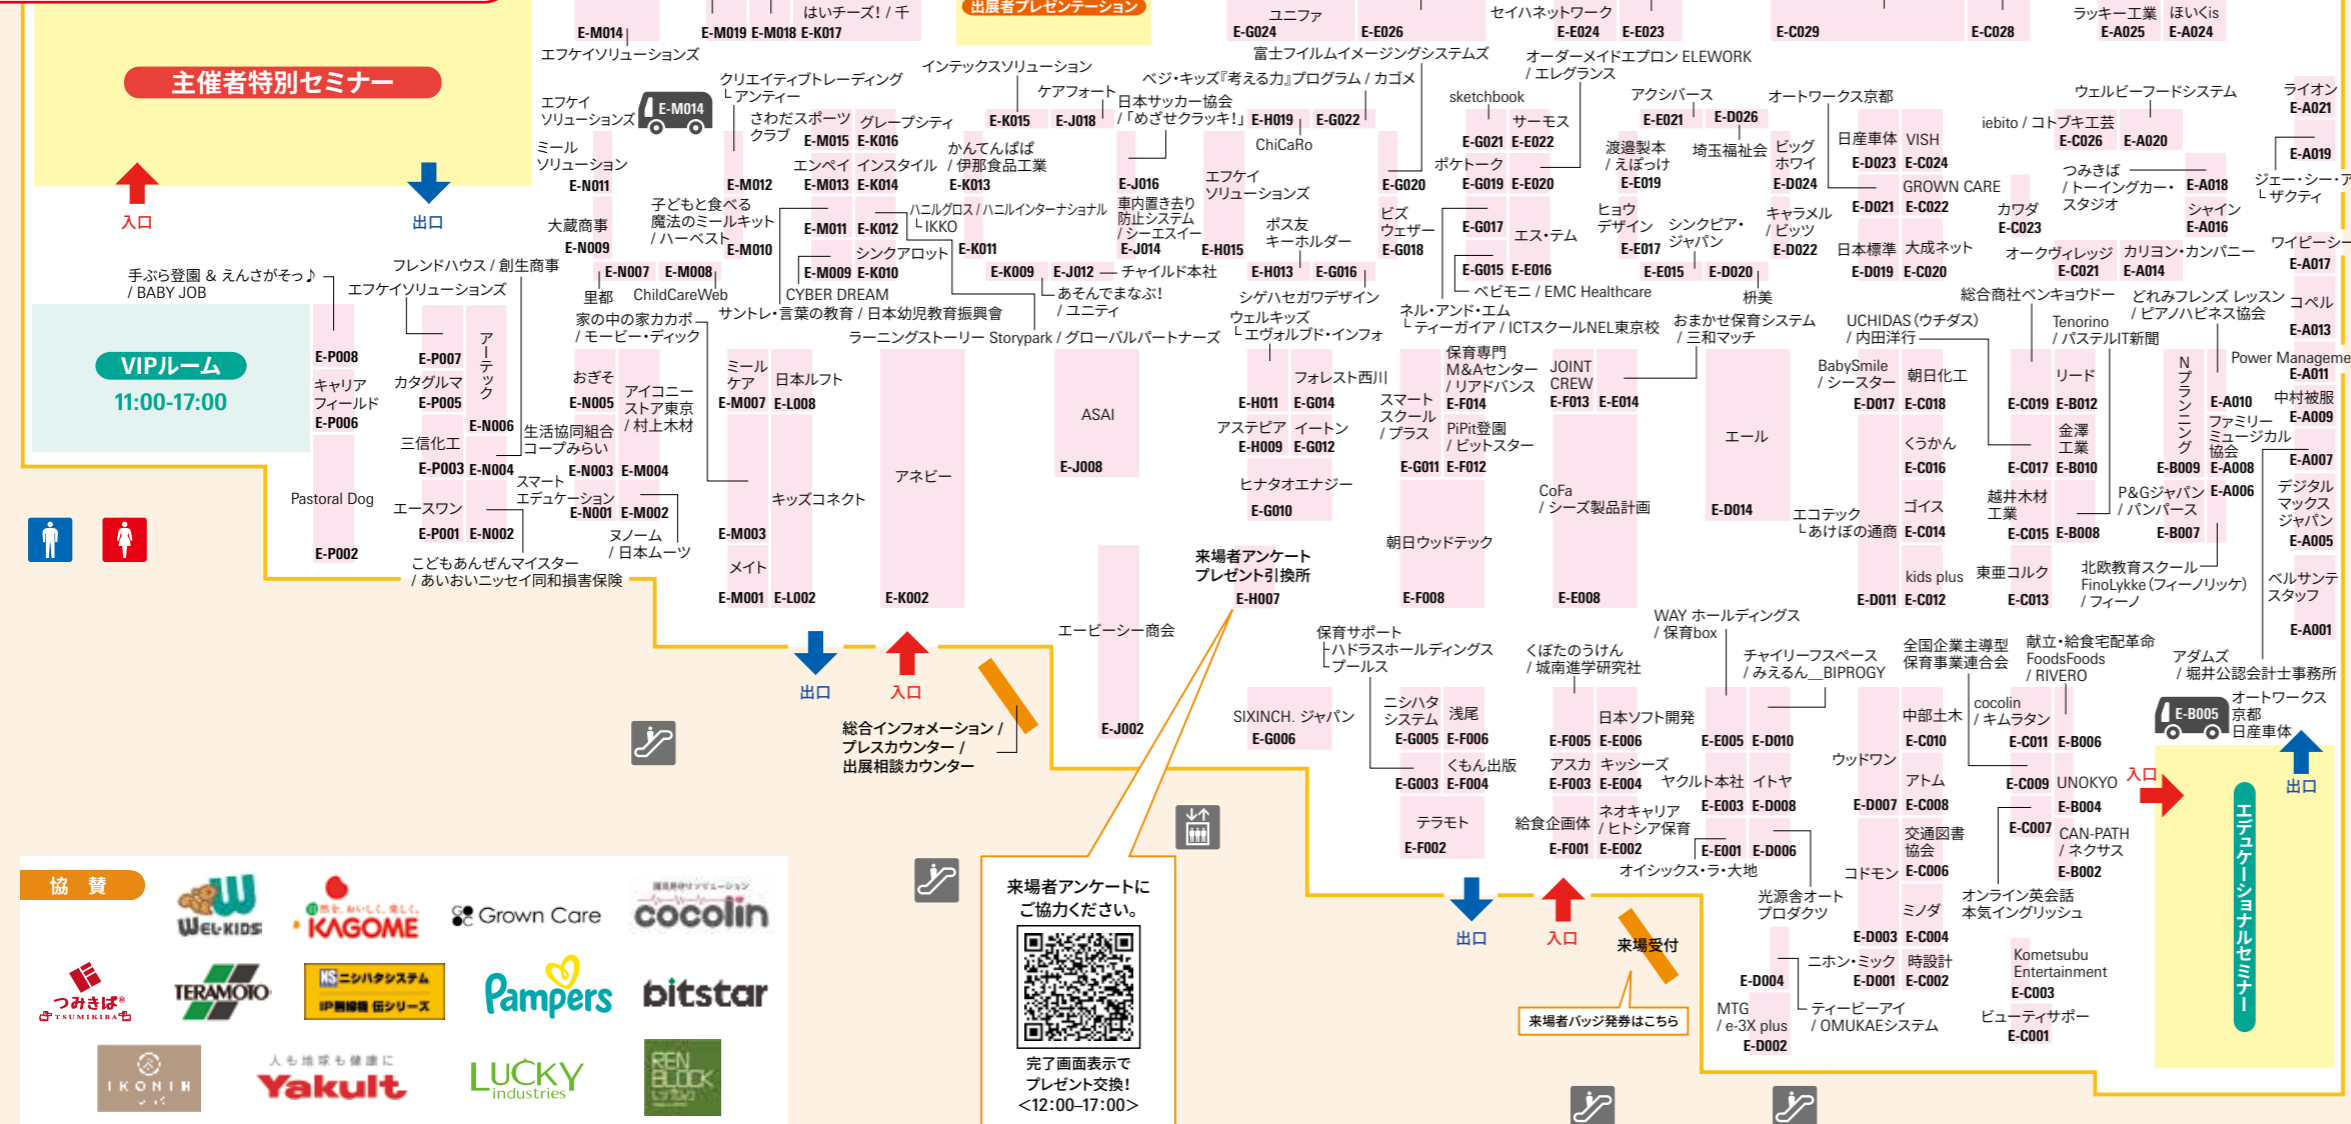 はいチーズ! / 千
出展者プレゼンテーション
ユニファ
セイハネットワーク
ラッキー工業
ほいくis
E-M014
E-M019
E-M018
E-K017
E-G024
E-E026
E-E024
E-E023
E-C029
E-C028
E-A025
E-A024
エフケイソリューションズ
主催者特別セミナー
入口
出口
エフケイ
ソリューションズ
E-M014
クリエイティブトレーディング
└ アンティー
インテックスソリューション
ケアフォート
ベジ・キッズ『考える力』プログラム / カゴメ
富士フイルムイメージングシステムズ
オーダーメイドエプロン ELEWORK
/ エレグランス
sketchbook
アクシバース
オートワークス京都
ウェルビーフードシステム
ライオン
E-A021
さわだスポーツ
クラブ
E-M015
グレープシティ
E-K016
E-K015
E-J018
日本サッカー協会
/「めざせクラッキ!」
E-H019
E-G022
ChiCaRo
E-G021
サーモス
E-E022
E-E021
E-D026
埼玉福祉会
日産車体
E-D023
VISH
E-C024
iebito / コトブキ工芸
E-C026
E-A020
E-A019
ミール
ソリューション
E-N011
E-M012
エンペイ
E-M013
インスタイル
E-K014
かんてんぱぱ
/ 伊那食品工業
E-K013
E-J016
エフケイ
ソリューションズ
E-H015
E-G020
ポケトーク
E-G019
E-E020
渡邉製本
/ えぽっけ
E-E019
ビッグ
ホワイ
E-D024
GROWN CARE
E-D021
E-C022
つみきば
/ トーイングカー・
スタジオ
E-A018
ジェー・シー・ア
└ ザクティ
大蔵商事
E-N009
子どもと食べる
魔法のミールキット
/ ハーベスト
E-M010
E-M011
E-K012
ハニルグロス / ハニルインターナショナル
└ IKKO
E-K011
車内置き去り
防止システム
/ シーエスイー
E-J014
ポス友
キーホルダー
E-H013
E-G016
ビズ
ウェザー
E-G018
E-G017
エス・テム
E-E016
E-G015
ヒョウ
デザイン
E-E017
シンクピア・
ジャパン
E-E015
E-D020
キャラメル
/ ビッツ
E-D022
日本標準
E-D019
大成ネット
E-C020
カワダ
E-C023
シャイン
E-A016
オークヴィレッジ
E-C021
カリヨン・カンパニー
E-A014
ワイピーシー
E-A017
E-N007
里都
E-M008
ChildCareWeb
E-M009
シンクアロット
E-K010
CYBER DREAM
E-K009
E-J012
チャイルド本社
あそんでまなぶ!
/ ユニティ
シゲハセガワデザイン
ベビモニ / EMC Healthcare
枡美
手ぶら登園 & えんさがそっ♪
/ BABY JOB
フレンドハウス / 創生商事
エフケイソリューションズ
サントレ・言葉の教育 / 日本幼児教育振興會
ラーニングストーリー Storypark / グローバルパートナーズ
家の中の家カカポ
/ モービー・ディック
ウェルキッズ
└ エヴォルブド・インフォ
ネル・アンド・エム
└ ティーガイア / ICTスクールNEL東京校
おまかせ保育システム
/ 三和マッチ
UCHIDAS(ウチダス)
/ 内田洋行
総合商社ベンキョウドー
Tenorino
/ パステルIT新聞
どれみフレンズ レッスン
/ ピアノハピネス協会
コペル
E-A013
VIPルーム
11:00-17:00
E-P008
キャリア
フィールド
E-P006
E-P007
カタグルマ
E-P005
アーテック
E-N006
三信化工
E-P003
E-N004
Pastoral Dog
E-P002
エースワン
E-P001
E-N002
こどもあんぜんマイスター
/ あいおいニッセイ同和損害保険
おぎそ
E-N005
アイコニー
ストア東京
/ 村上木材
E-M004
生活協同組合
コープみらい
E-N003
スマート
エデュケーション
E-N001
E-M002
ヌノーム
/ 日本ムーツ
ミール
ケア
E-M007
日本ルフト
E-L008
E-M003
キッズコネクト
E-L002
メイト
E-M001
アネビー
E-K002
ASAI
E-J008
エービーシー商会
E-J002
E-H011
フォレスト西川
E-G014
アステピア
E-H009
イートン
E-G012
ヒナタオエナジー
E-G010
来場者アンケート
プレゼント引換所
E-H007
保育専門
M&Aセンター
/ リアドバンス
E-F014
スマート
スクール
/ プラス
E-G011
PiPit登園
/ ビットスター
E-F012
朝日ウッドテック
E-F008
JOINT
CREW
E-F013
E-E014
CoFa
/ シーズ製品計画
E-E008
エール
E-D014
BabySmile
/ シースター
E-D017
朝日化工
E-C018
くうかん
E-C016
エコテック
└ あけぼの通商
E-D011
ゴイス
E-C014
kids plus
E-C012
E-C019
リード
E-B012
E-C017
金澤
工業
E-B010
越井木材
工業
E-C015
E-B008
東亜コルク
E-C013
Nプランニング
E-B009
E-A010
ファミリー
ミュージカル
協会
E-A008
P&Gジャパン
/ パンパース
E-B007
E-A006
北欧教育スクール
FinoLykke(フィーノリッケ)
/ フィーノ
Power Manageme
E-A011
中村被服
E-A009
E-A007
デジタル
マックス
ジャパン
E-A005
ベルサンテ
スタッフ
E-A001
アダムズ
/ 堀井公認会計士事務所
出口
入口
総合インフォメーション /
プレスカウンター /
出展相談カウンター
保育サポート
├ ハドラスホールディングス
└ プールス
SIXINCH. ジャパン
E-G006
ニシハタ
システム
E-G005
浅尾
E-F006
E-G003
くもん出版
E-F004
テラモト
E-F002
くぼたのうけん
/ 城南進学研究社
E-F005
日本ソフト開発
E-E006
アスカ
E-F003
キッシーズ
E-E004
給食企画体
E-F001
ネオキャリア
/ ヒトシア保育
E-E002
WAY ホールディングス
/ 保育box
チャイリーフスペース
/ みえるん__BIPROGY
E-E005
E-D010
ヤクルト本社
E-E003
イトヤ
E-D008
E-E001
E-D006
オイシックス・ラ・大地
光源舎オート
プロダクツ
全国企業主導型
保育事業連合会
献立・給食宅配革命
FoodsFoods
/ RIVERO
ウッドワン
E-D007
中部土木
E-C010
アトム
E-C008
コドモン
E-D003
交通図書
協会
E-C006
ミノダ
E-C004
cocolin
/ キムラタン
E-C011
E-B006
E-C009
UNOKYO
E-B004
E-C007
CAN-PATH
/ ネクサス
E-B002
オンライン英会話
本気イングリッシュ
E-B005
オートワークス
京都
日産車体
入口
出口
エデュケーショナルセミナー
E-D004
ニホン・ミック
E-D001
時設計
E-C002
MTG
/ e-3X plus
E-D002
ティービーアイ
/ OMUKAEシステム
Kometsubu
Entertainment
E-C003
ビューティサポー
E-C001
出口
入口
来場受付
来場者バッジ発券はこちら
来場者アンケートに
ご協力ください。
完了画面表示で
プレゼント交換!
<12:00–17:00>
協 賛
WEL-KIDS
自然を、おいしく、楽しく。
KAGOME
Grown Care
cocolin
つみきば®
TSUMIKIBA
TERAMOTO
NS ニシハタシステム
IP無線機 伝シリーズ
Pampers
bitstar
IKONIH
人も地球も健康に
Yakult
LUCKY
industries
REN
BLOCK